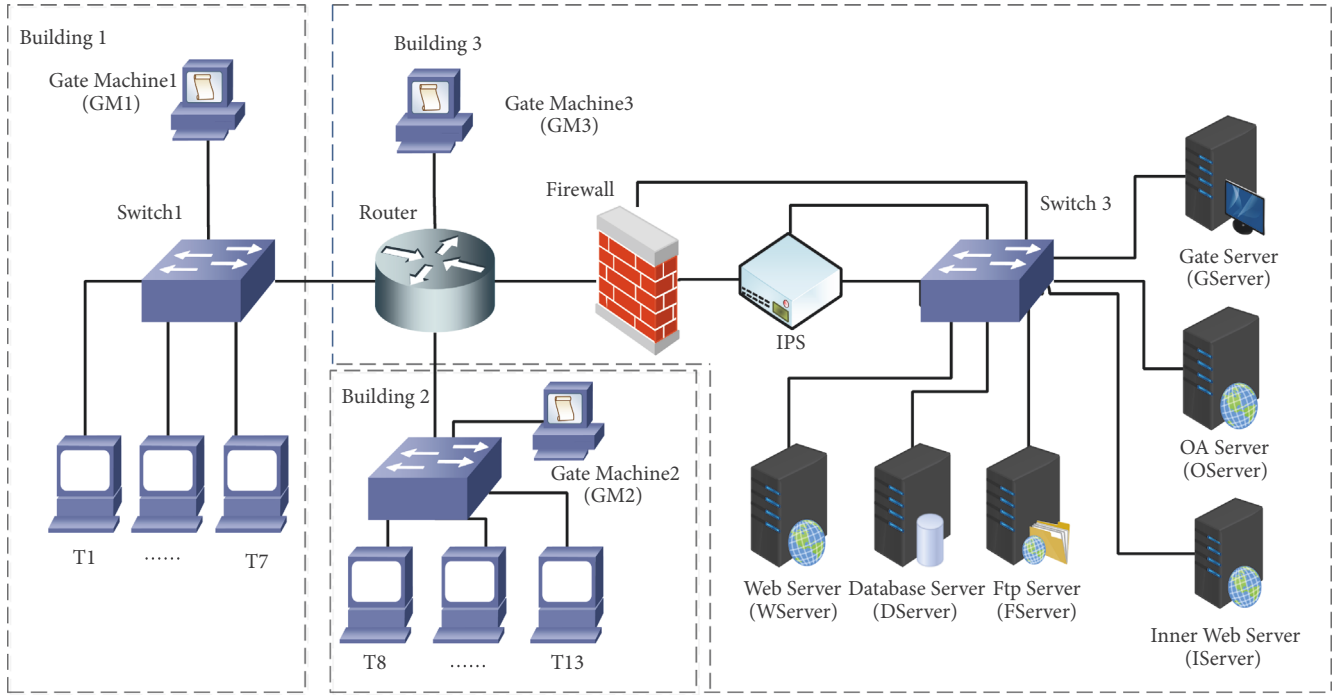 Building 1
Gate Machine1
(GM1)
Switch1
T1
......
T7
Building 3
Gate Machine3
(GM3)
Router
Firewall
IPS
Switch 3
Building 2
Gate Machine2
(GM2)
T8
......
T13
Web Server
(WServer)
Database Server
(DServer)
Ftp Server
(FServer)
Gate Server
(GServer)
OA Server
(OServer)
Inner Web Server
(IServer)